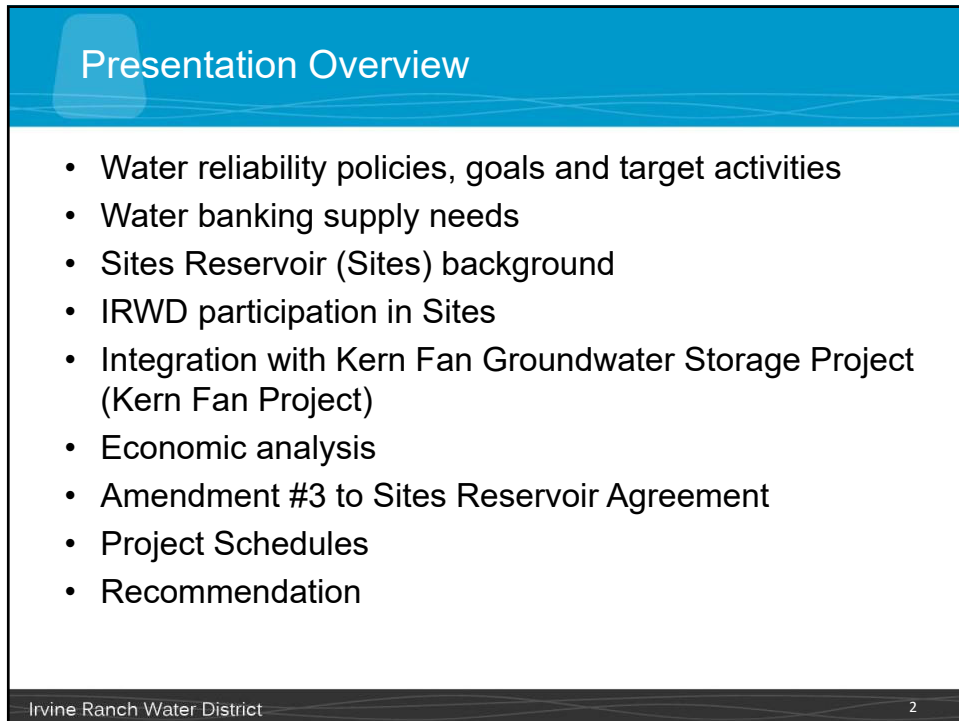 Presentation Overview
• Water reliability policies, goals and target activities
• Water banking supply needs
• Sites Reservoir (Sites) background
• IRWD participation in Sites
• Integration with Kern Fan Groundwater Storage Project
(Kern Fan Project)
• Economic analysis
• Amendment #3 to Sites Reservoir Agreement
• Project Schedules
• Recommendation
Irvine Ranch Water District
2